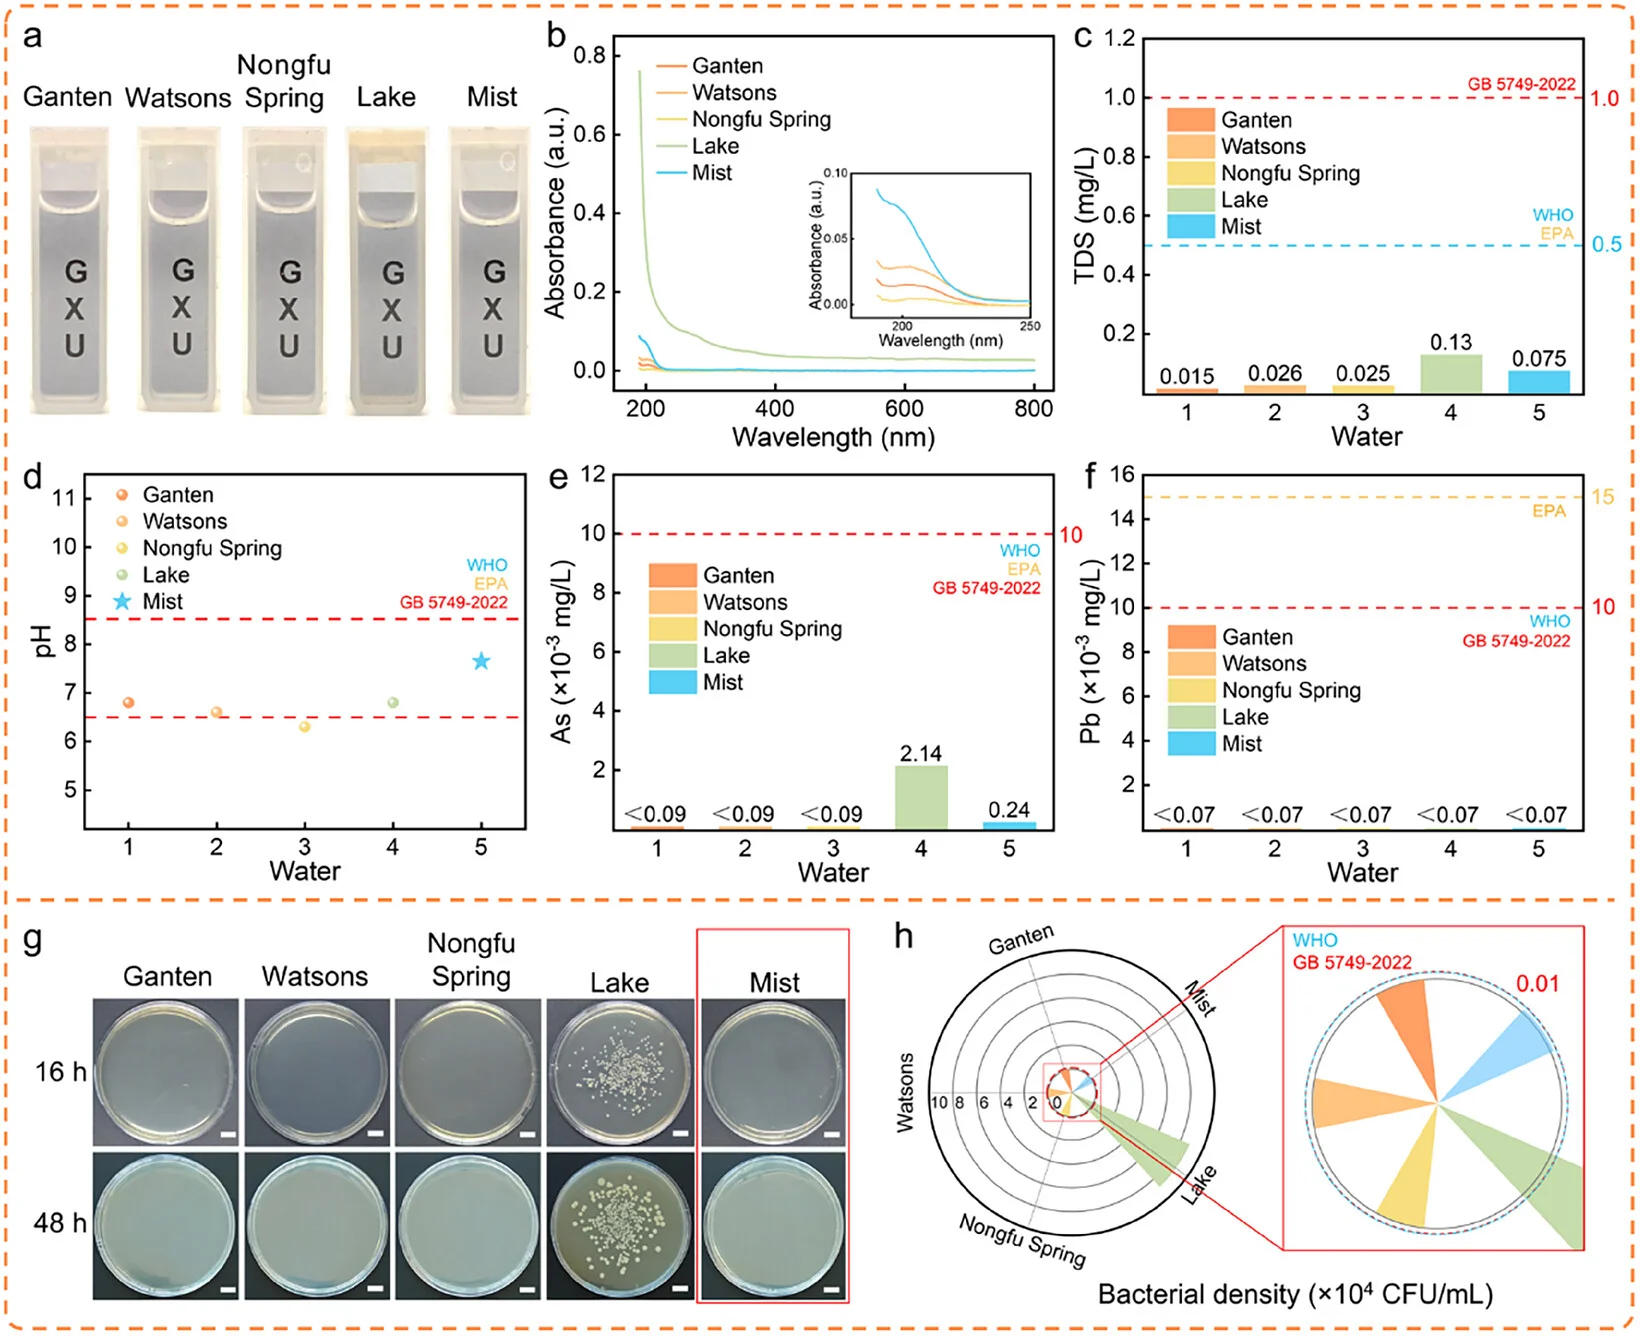 a
Ganten
Watsons
Nongfu
Spring
Lake
Mist
G
X
U
G
X
U
G
X
U
G
X
U
G
X
U
b
Absorbance (a.u.)
0.8
0.6
0.4
0.2
0.0
Ganten
Watsons
Nongfu Spring
Lake
Mist
Absorbance (a.u.)
0.10
0.05
0.00
200
250
Wavelength (nm)
200
400
600
800
Wavelength (nm)
c
TDS (mg/L)
1.2
1.0
0.8
0.6
0.4
0.2
GB 5749-2022
1.0
Ganten
Watsons
Nongfu Spring
Lake
Mist
WHO
EPA
0.5
0.015
0.026
0.025
0.13
0.075
1
2
3
4
5
Water
d
pH
11
10
9
8
7
6
5
Ganten
Watsons
Nongfu Spring
Lake
Mist
WHO
EPA
GB 5749-2022
1
2
3
4
5
Water
e
As (×10⁻³ mg/L)
12
10
8
6
4
2
10
WHO
EPA
GB 5749-2022
Ganten
Watsons
Nongfu Spring
Lake
Mist
<0.09
<0.09
<0.09
2.14
0.24
1
2
3
4
5
Water
f
Pb (×10⁻³ mg/L)
16
14
12
10
8
6
4
2
15
EPA
10
WHO
GB 5749-2022
Ganten
Watsons
Nongfu Spring
Lake
Mist
<0.07
<0.07
<0.07
<0.07
<0.07
1
2
3
4
5
Water
g
Ganten
Watsons
Nongfu
Spring
Lake
Mist
16 h
48 h
h
Ganten
Mist
Watsons
10 8 6 4 2 0
Lake
Nongfu Spring
WHO
GB 5749-2022
0.01
Bacterial density (×10⁴ CFU/mL)